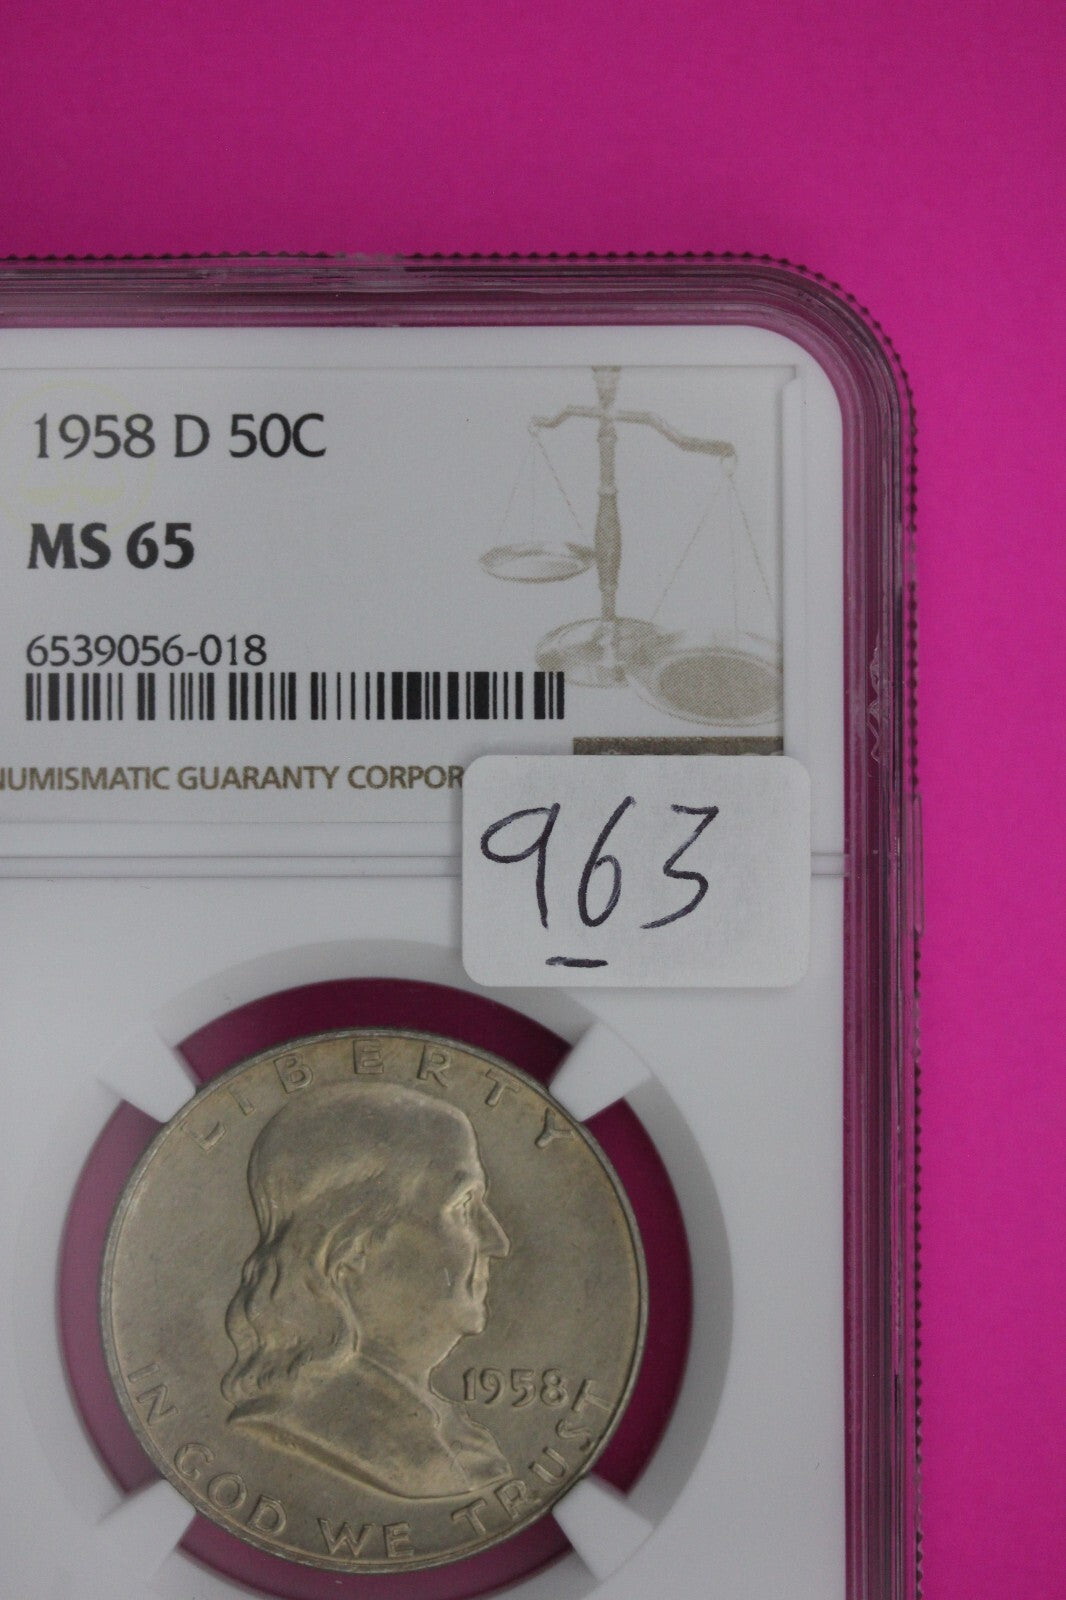 1958 D 50C
MS 65
6539056-018
NUMISMATIC GUARANTY CORPOR
963
LIBERTY
1958
IN GOD WE TRUST